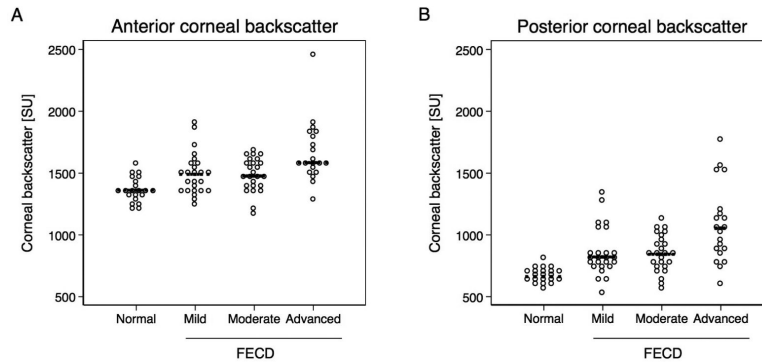 A
Anterior corneal backscatter
Corneal backscatter [SU]
2500
2000
1500
1000
500
Normal Mild Moderate Advanced
FECD
B
Posterior corneal backscatter
Corneal backscatter [SU]
2500
2000
1500
1000
500
Normal Mild Moderate Advanced
FECD